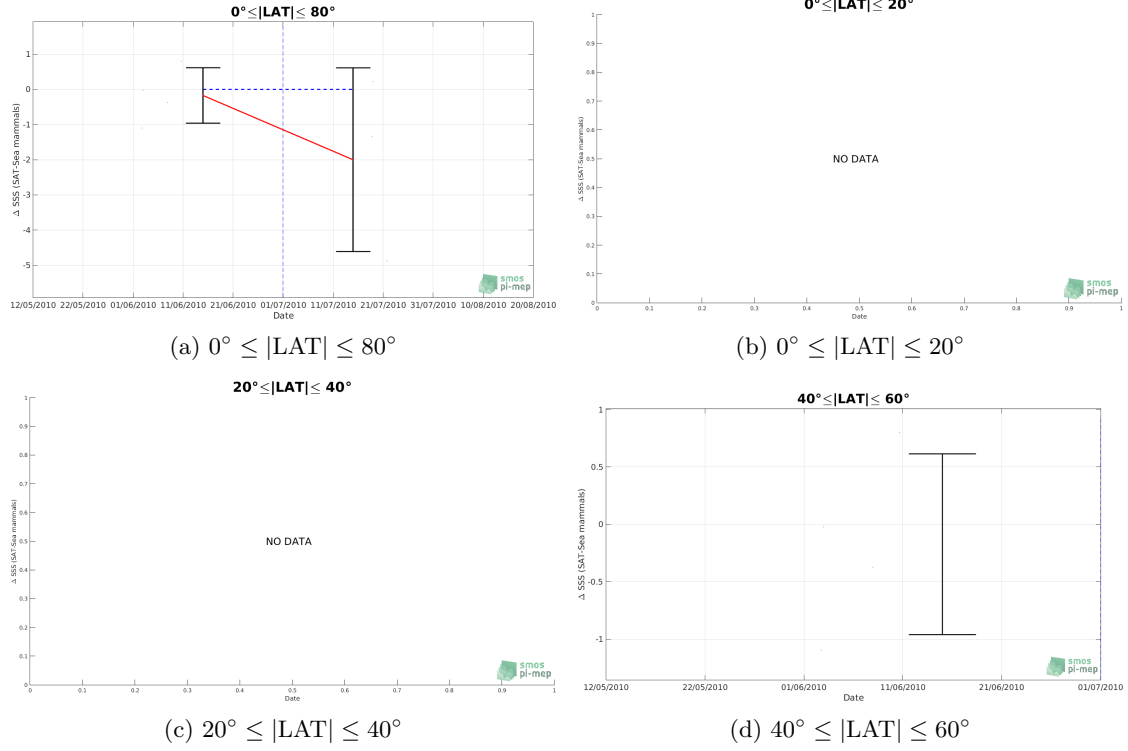 0°≤|LAT|≤ 80°
1
0
-1
-2
-3
-4
-5
Δ SSS (SAT-Sea mammals)
12/05/2010 22/05/2010 01/06/2010 11/06/2010 21/06/2010 01/07/2010 11/07/2010 21/07/2010 31/07/2010 10/08/2010 20/08/2010
Date
smos
pi-mep
(a) 0° ≤ |LAT| ≤ 80°
0°≤|LAT|≤ 20°
1
0.9
0.8
0.7
0.6
0.5
0.4
0.3
0.2
0.1
0
Δ SSS (SAT-Sea mammals)
NO DATA
0 0.1 0.2 0.3 0.4 0.5 0.6 0.7 0.8 0.9 1
Date
smos
pi-mep
(b) 0° ≤ |LAT| ≤ 20°
20°≤|LAT|≤ 40°
1
0.9
0.8
0.7
0.6
0.5
0.4
0.3
0.2
0.1
0
Δ SSS (SAT-Sea mammals)
NO DATA
0 0.1 0.2 0.3 0.4 0.5 0.6 0.7 0.8 0.9 1
Date
smos
pi-mep
(c) 20° ≤ |LAT| ≤ 40°
40°≤|LAT|≤ 60°
1
0.5
0
-0.5
-1
Δ SSS (SAT-Sea mammals)
12/05/2010 22/05/2010 01/06/2010 11/06/2010 21/06/2010 01/07/2010
Date
smos
pi-mep
(d) 40° ≤ |LAT| ≤ 60°